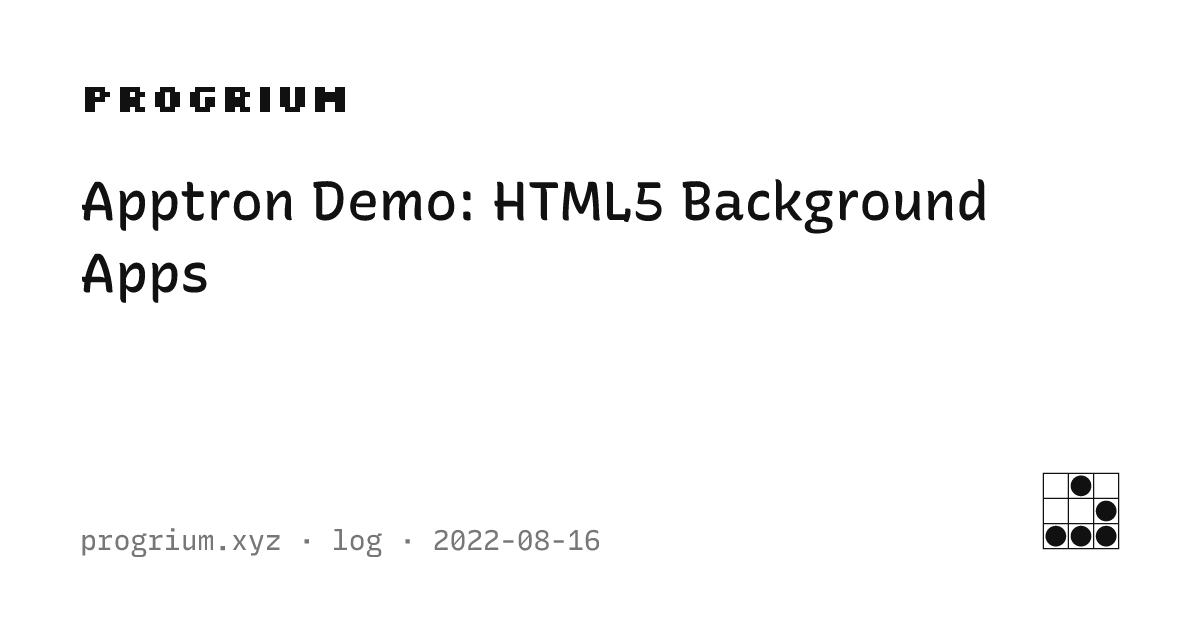 PROGRIUM
Apptron Demo: HTML5 Background
Apps
progrium.xyz · log · 2022-08-16